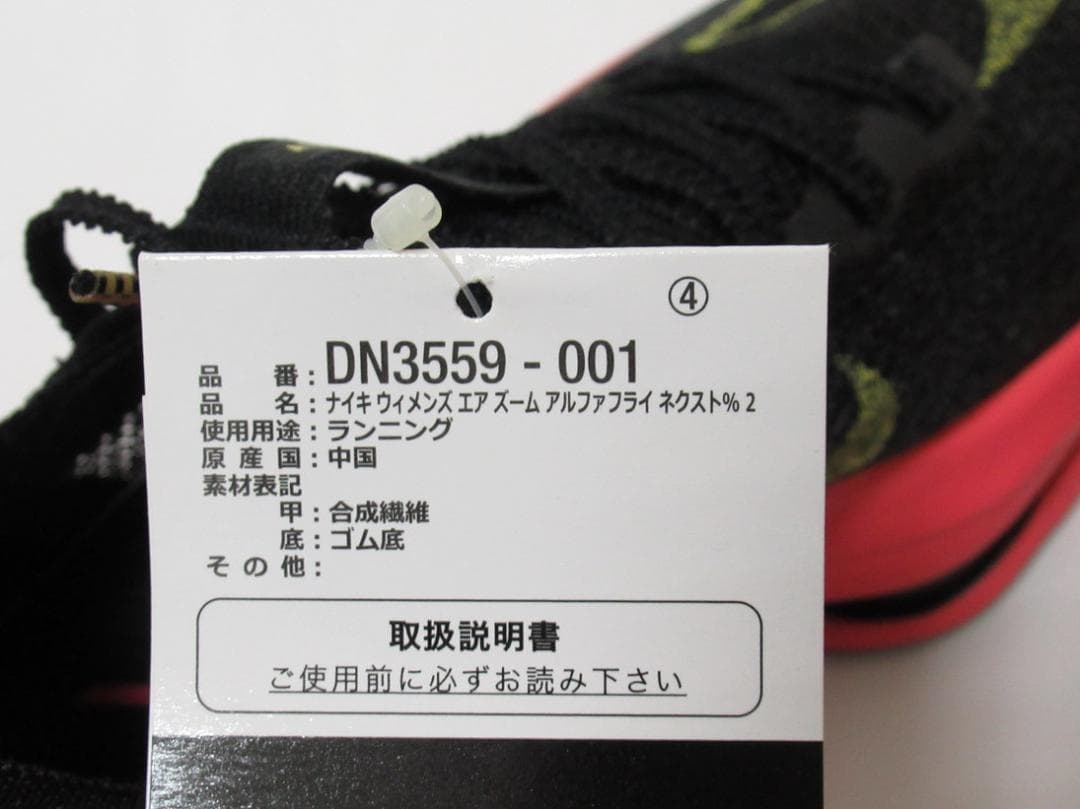 ④
品番：DN3559 - 001
品名：ナイキ ウィメンズ エア ズーム アルファフライ ネクスト% 2
使用用途：ランニング
原産国：中国
素材表記
甲：合成繊維
底：ゴム底
その他：
取扱説明書
ご使用前に必ずお読み下さい